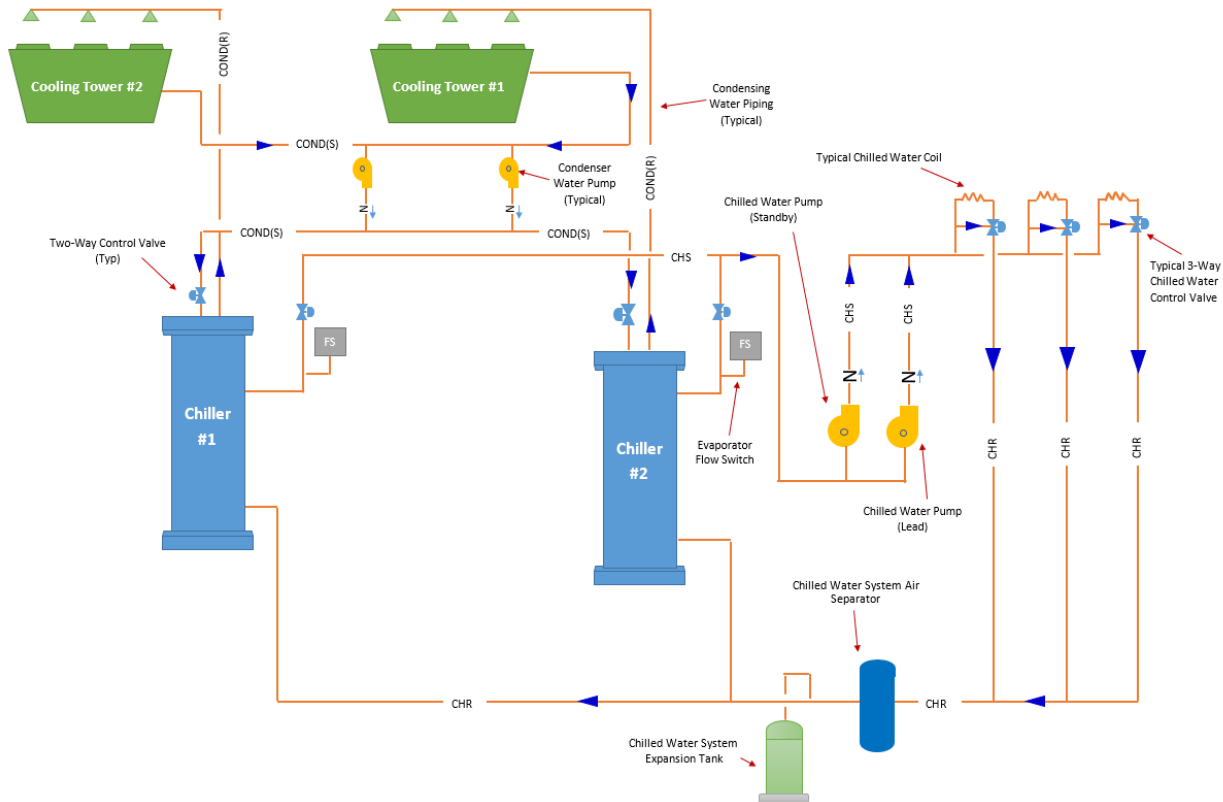 COND(R)
Cooling Tower #2
Cooling Tower #1
Condensing
Water Piping
(Typical)
COND(S)
Condenser
Water Pump
(Typical)
COND(R)
Typical Chilled Water Coil
Chilled Water Pump
(Standby)
N
N
Two-Way Control Valve
(Typ)
COND(S)
COND(S)
CHS
Typical 3-Way
Chilled Water
Control Valve
FS
FS
CHS
CHS
N
N
Chiller
#1
Chiller
#2
Evaporator
Flow Switch
CHR
CHR
CHR
Chilled Water Pump
(Lead)
Chilled Water System Air
Separator
CHR
CHR
Chilled Water System
Expansion Tank